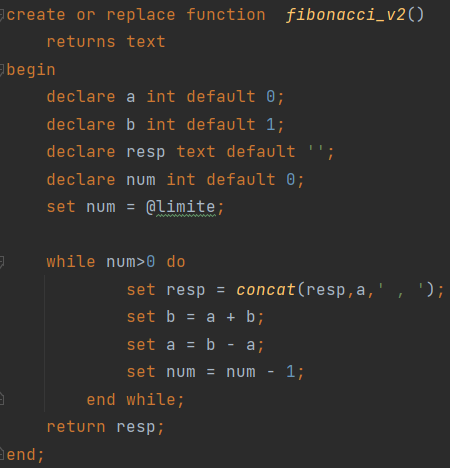 create or replace function  fibonacci_v2()
    returns text
begin
    declare a int default 0;
    declare b int default 1;
    declare resp text default '';
    declare num int default 0;
    set num = @limite;

    while num>0 do
            set resp = concat(resp,a,' , ');
            set b = a + b;
            set a = b - a;
            set num = num - 1;
        end while;
    return resp;
end;